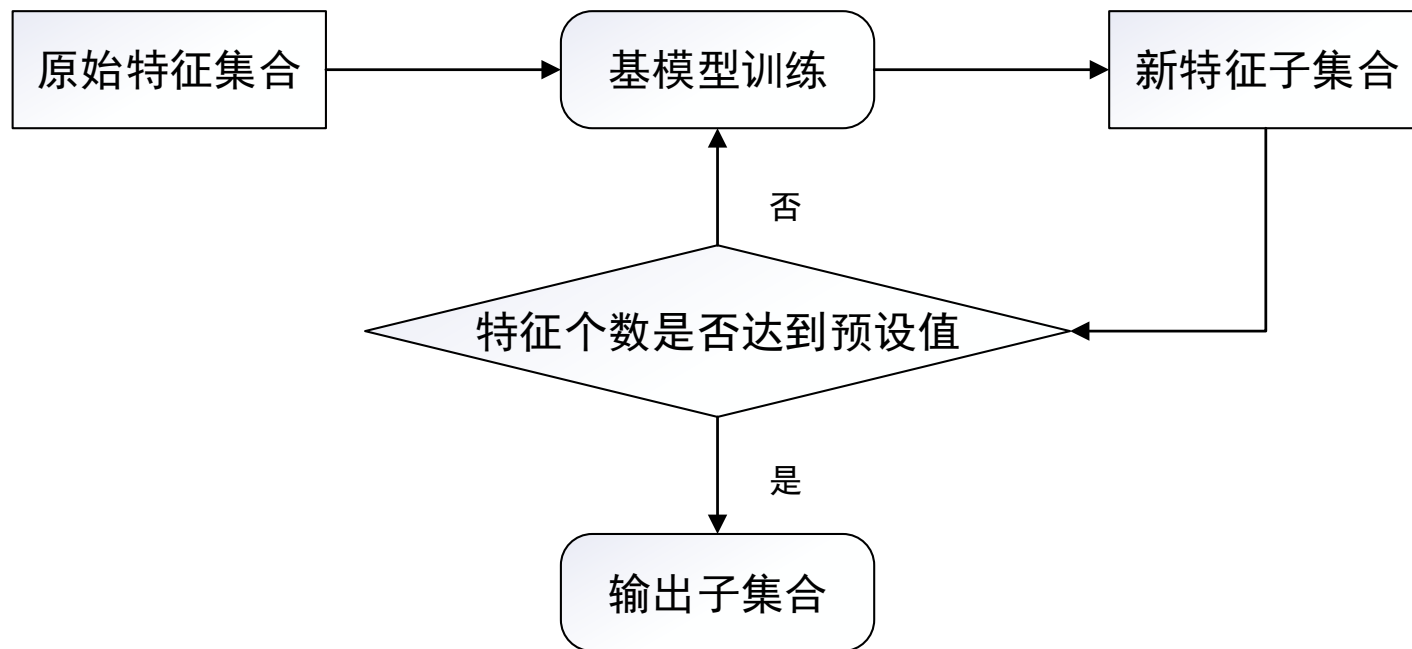 原始特征集合
基模型训练
新特征子集合
否
特征个数是否达到预设值
是
输出子集合